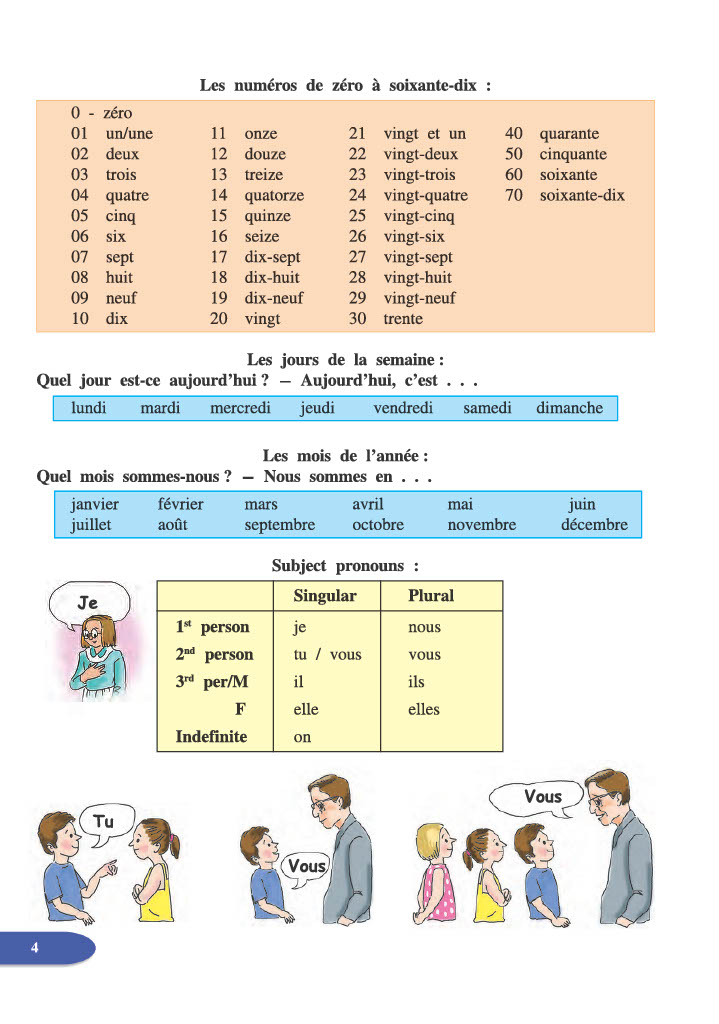 Les numéros de zéro à soixante-dix :
0 - zéro
01 un/une 11 onze 21 vingt et un 40 quarante
02 deux 12 douze 22 vingt-deux 50 cinquante
03 trois 13 treize 23 vingt-trois 60 soixante
04 quatre 14 quatorze 24 vingt-quatre 70 soixante-dix
05 cinq 15 quinze 25 vingt-cinq
06 six 16 seize 26 vingt-six
07 sept 17 dix-sept 27 vingt-sept
08 huit 18 dix-huit 28 vingt-huit
09 neuf 19 dix-neuf 29 vingt-neuf
10 dix 20 vingt 30 trente
Les jours de la semaine :
Quel jour est-ce aujourd'hui ? – Aujourd'hui, c'est . . .
lundi mardi mercredi jeudi vendredi samedi dimanche
Les mois de l'année :
Quel mois sommes-nous ? – Nous sommes en . . .
janvier février mars avril mai juin
juillet août septembre octobre novembre décembre
Subject pronouns :
Je
Singular Plural
1st person je nous
2nd person tu / vous vous
3rd per/M il ils
F elle elles
Indefinite on
Tu
Vous
Vous
4